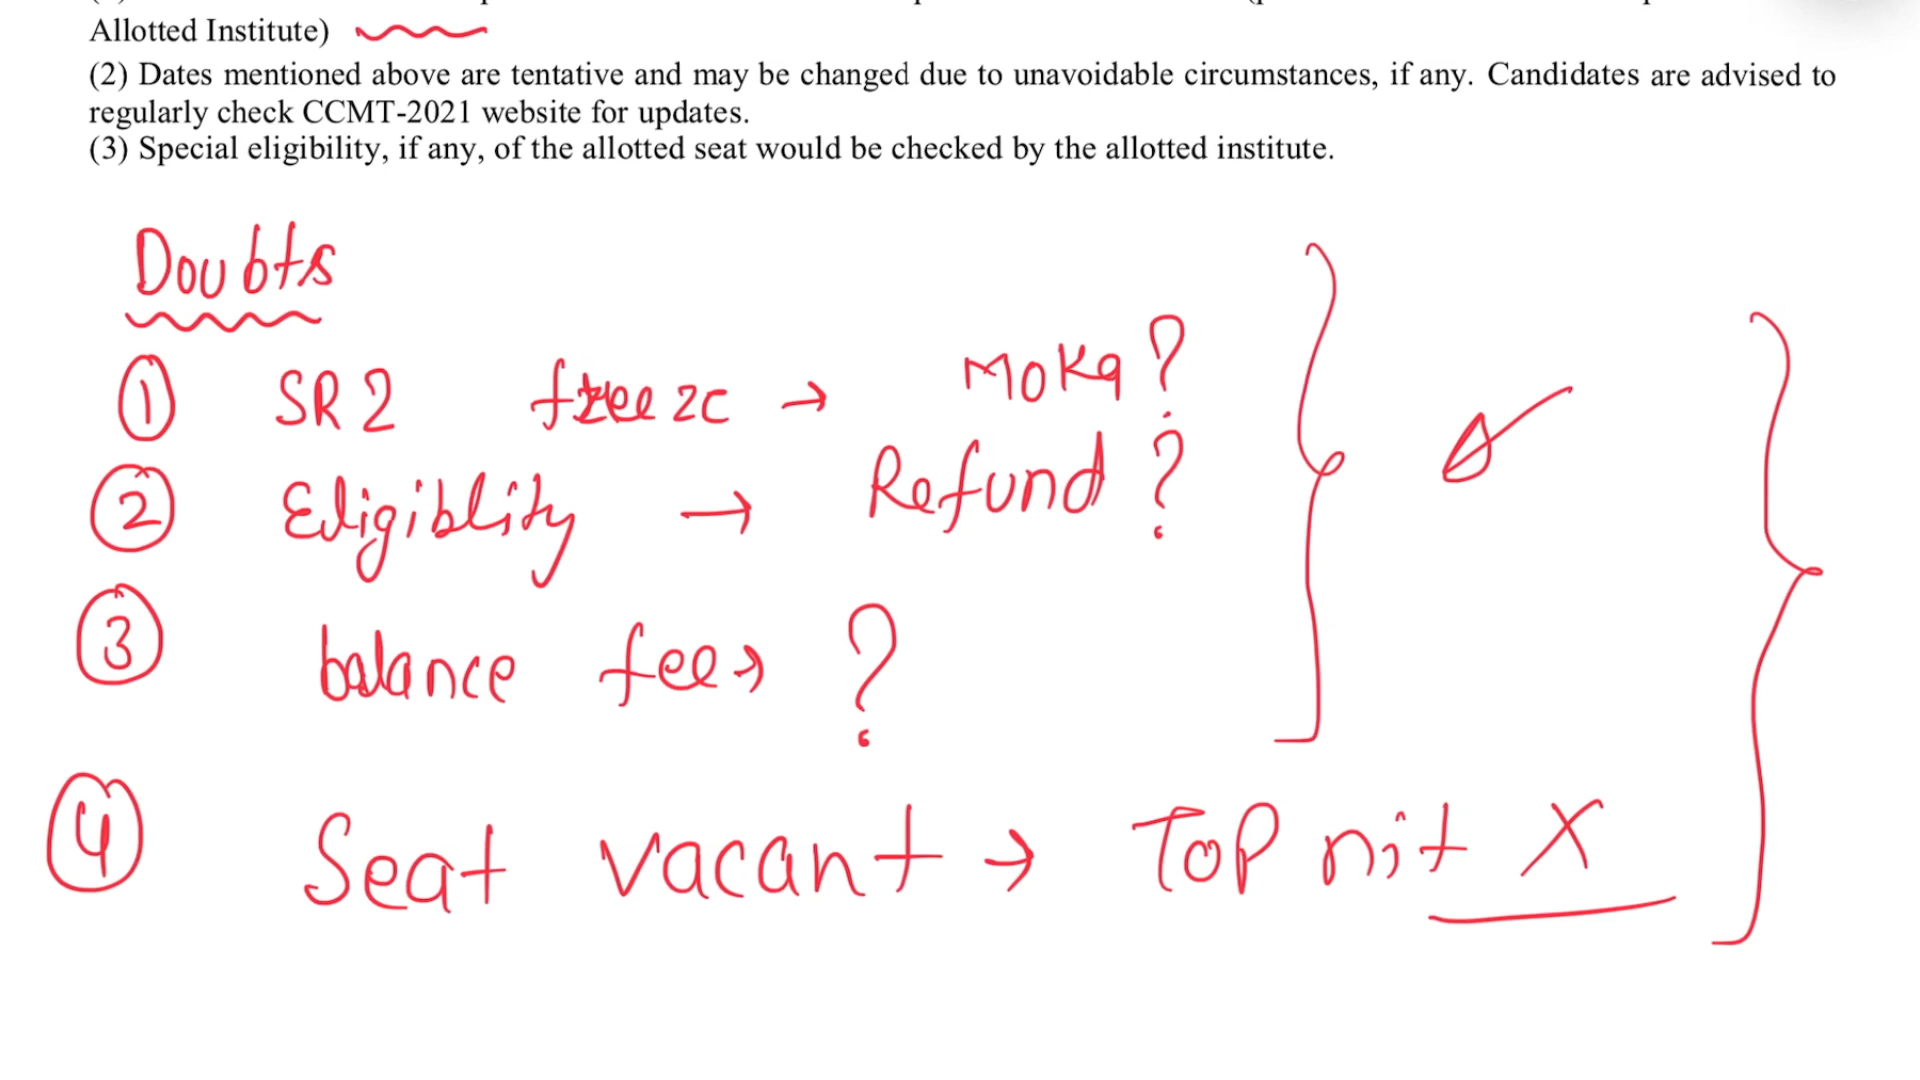 Allotted Institute)
(2) Dates mentioned above are tentative and may be changed due to unavoidable circumstances, if any. Candidates are advised to
regularly check CCMT-2021 website for updates.
(3) Special eligibility, if any, of the allotted seat would be checked by the allotted institute.
Doubts
① SR2 freeze → Moka?
② Eligiblity → Refund?
③ balance fees?
④ Seat vacant → Top nit X